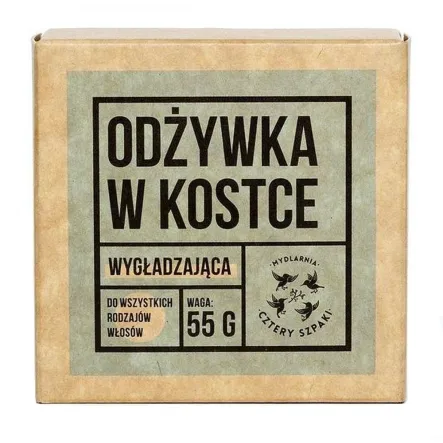 ODŻYWKA
W KOSTCE
WYGŁADZAJĄCA
DO WSZYSTKICH
RODZAJÓW
WŁOSÓW
WAGA:
55 G
MYDLARNIA
CZTERY SZPAKI